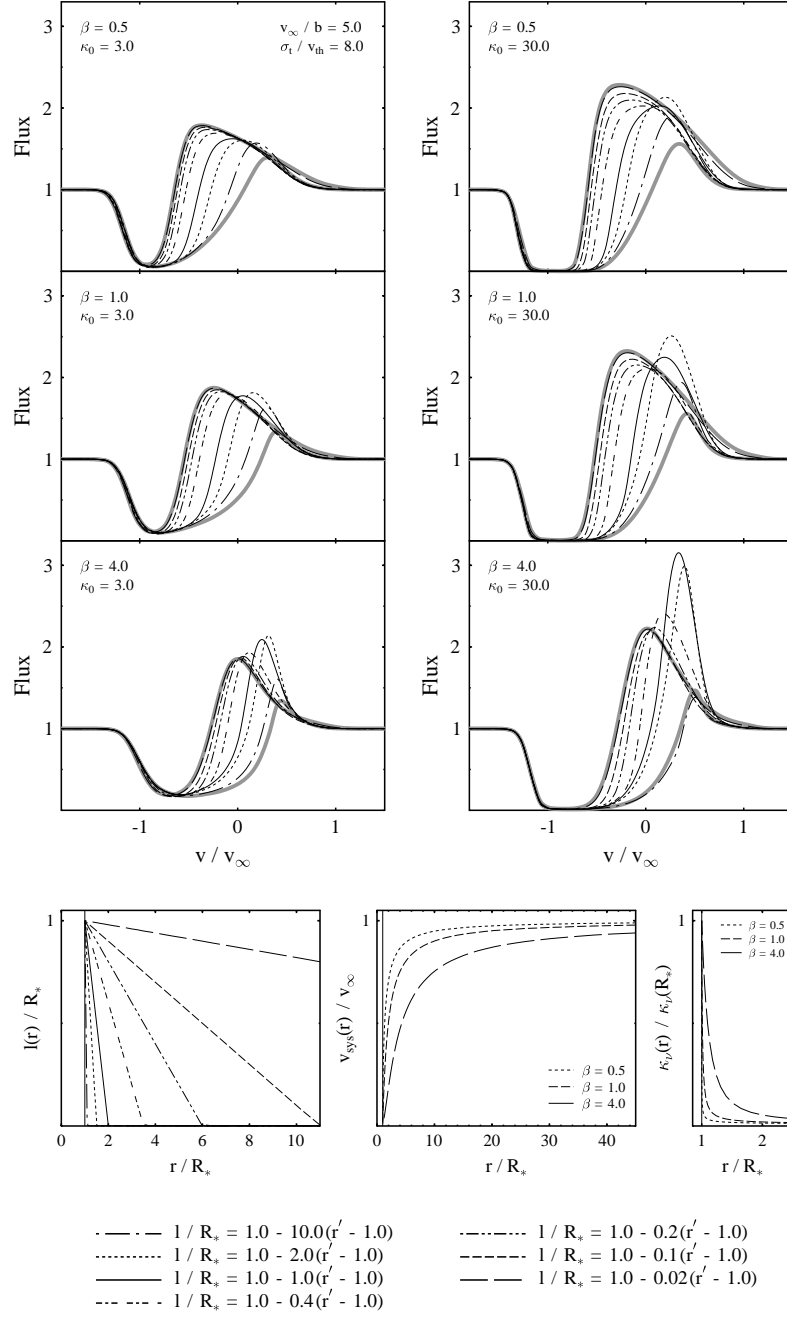 β = 0.5
κ₀ = 3.0
v∞ / b = 5.0
σt / vth = 8.0
3
2
1
Flux
β = 0.5
κ₀ = 30.0
3
2
1
Flux
β = 1.0
κ₀ = 3.0
3
2
1
Flux
β = 1.0
κ₀ = 30.0
3
2
1
Flux
β = 4.0
κ₀ = 3.0
3
2
1
Flux
-1 0 1
v / v∞
β = 4.0
κ₀ = 30.0
3
2
1
Flux
-1 0 1
v / v∞
1
l(r) / R*
0 2 4 6 8 10
r / R*
1
vsys(r) / v∞
β = 0.5
β = 1.0
β = 4.0
0 10 20 30 40
r / R*
1
κν(r) / κν(R*)
β = 0.5
β = 1.0
β = 4.0
1 2
r / R*
l / R* = 1.0 - 10.0(r′ - 1.0)
l / R* = 1.0 - 2.0(r′ - 1.0)
l / R* = 1.0 - 1.0(r′ - 1.0)
l / R* = 1.0 - 0.4(r′ - 1.0)
l / R* = 1.0 - 0.2(r′ - 1.0)
l / R* = 1.0 - 0.1(r′ - 1.0)
l / R* = 1.0 - 0.02(r′ - 1.0)